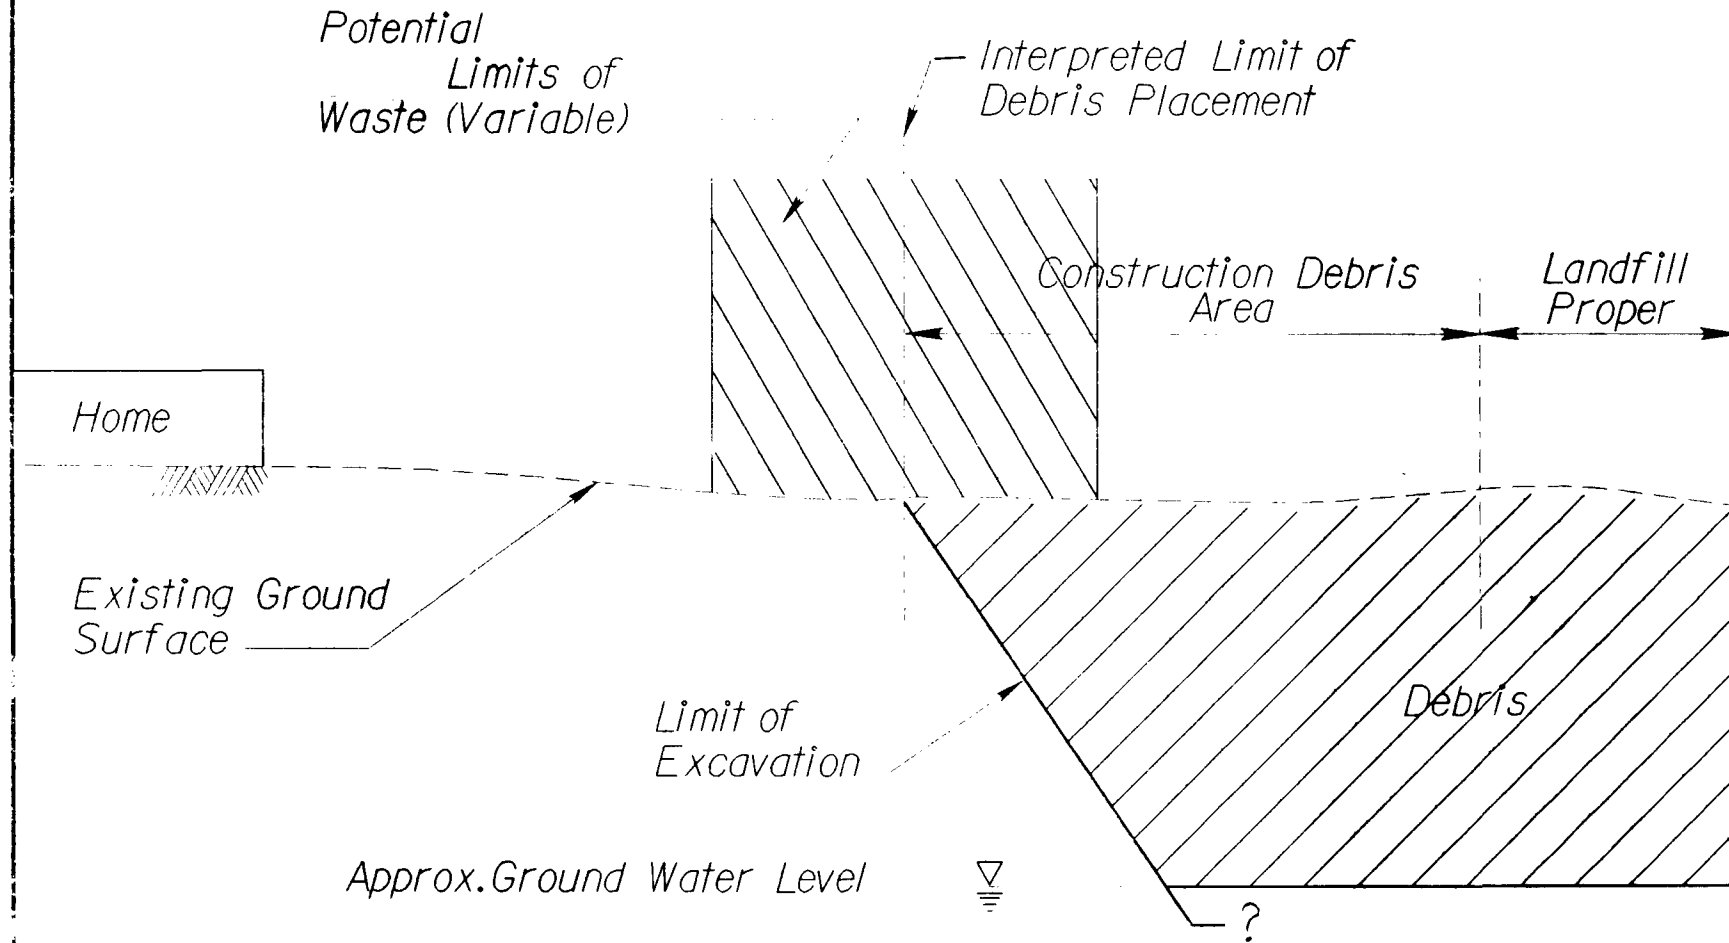 Potential
Limits of
Waste (Variable)
Interpreted Limit of
Debris Placement
Construction Debris
Area
Landfill
Proper
Home
Existing Ground
Surface
Limit of
Excavation
Debris
Approx.Ground Water Level
?